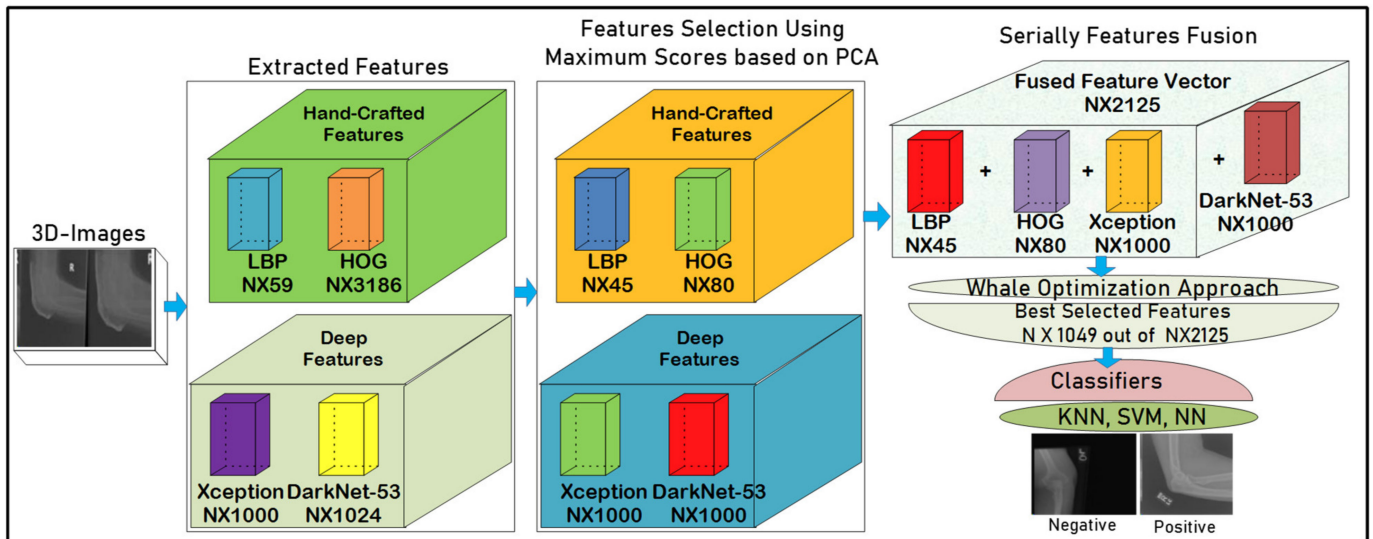 3D-Images
R
Extracted Features
Hand-Crafted
Features
LBP
NX59
HOG
NX3186
Deep
Features
Xception
NX1000
DarkNet-53
NX1024
Features Selection Using
Maximum Scores based on PCA
Hand-Crafted
Features
LBP
NX45
HOG
NX80
Deep
Features
Xception
NX1000
DarkNet-53
NX1000
Serially Features Fusion
Fused Feature Vector
NX2125
LBP
NX45
+
HOG
NX80
+
Xception
NX1000
+
DarkNet-53
NX1000
Whale Optimization Approach
Best Selected Features
N X 1049 out of NX2125
Classifiers
KNN, SVM, NN
Negative
Positive